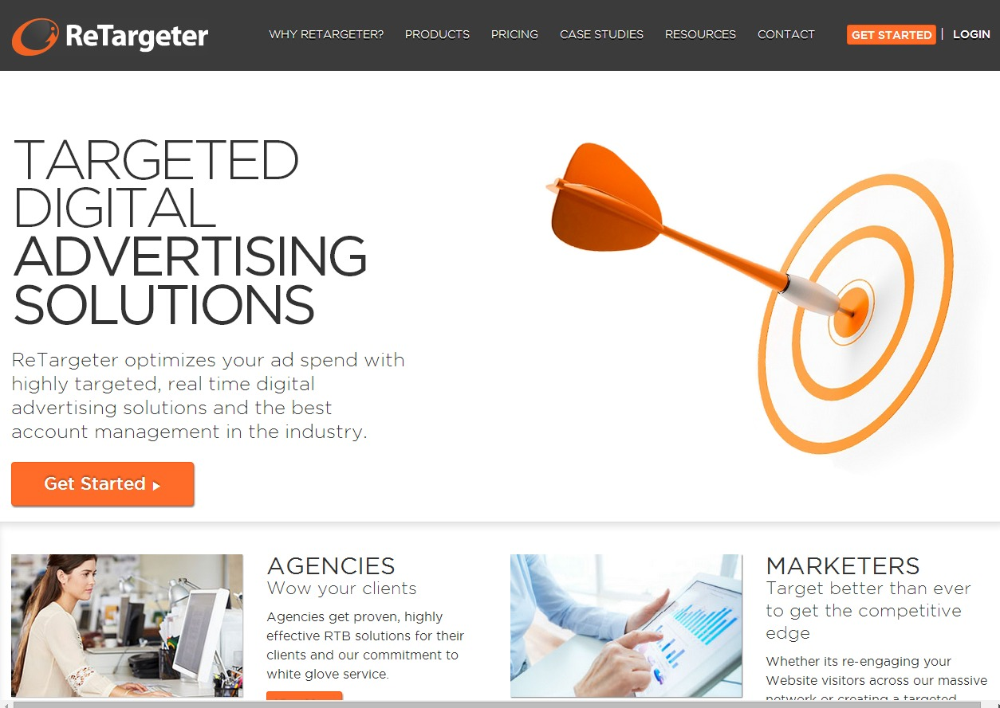 ReTargeter
WHY RETARGETER?
PRODUCTS
PRICING
CASE STUDIES
RESOURCES
CONTACT
GET STARTED
|
LOGIN
TARGETED
DIGITAL
ADVERTISING
SOLUTIONS
ReTargeter optimizes your ad spend with
highly targeted, real time digital
advertising solutions and the best
account management in the industry.
Get Started
AGENCIES
Wow your clients
Agencies get proven, highly
effective RTB solutions for their
clients and our commitment to
white glove service.
MARKETERS
Target better than ever
to get the competitive
edge
Whether its re-engaging your
Website visitors across our massive
network or creating a targeted